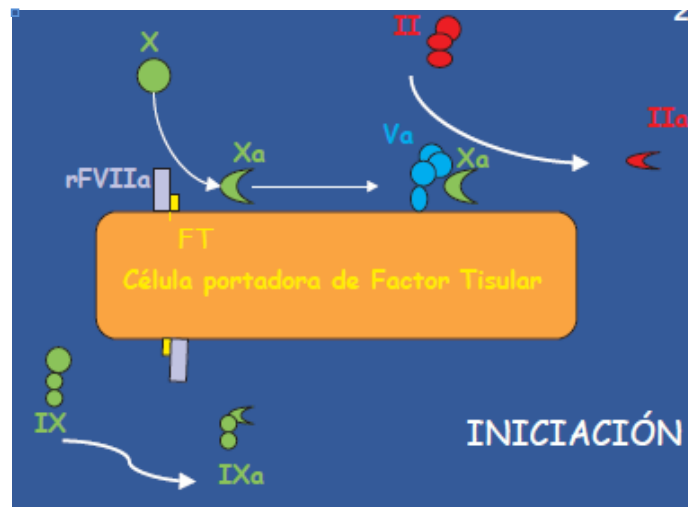 II
X
IIa
Va
Xa
Xa
rFVIIa
FT
Célula portadora de Factor Tisular
IX
INICIACIÓN
IXa